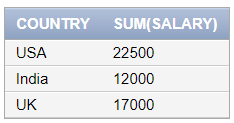 COUNTRY SUM(SALARY)
USA 22500
India 12000
UK 17000